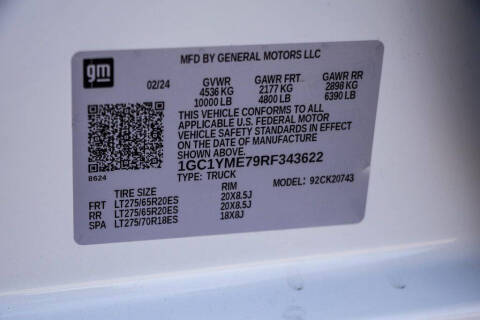 gm
MFD BY GENERAL MOTORS LLC
02/24 GVWR GAWR FRT GAWR RR
4536 KG 2177 KG 2898 KG
10000 LB 4800 LB 6390 LB
THIS VEHICLE CONFORMS TO ALL
APPLICABLE U.S. FEDERAL MOTOR
VEHICLE SAFETY STANDARDS IN EFFECT
ON THE DATE OF MANUFACTURE
SHOWN ABOVE.
8624
1GC1YME79RF343622
TYPE: TRUCK MODEL: 92CK20743
TIRE SIZE RIM
FRT LT275/65R20ES 20X8.5J
RR LT275/65R20ES 20X8.5J
SPA LT275/70R18ES 18X8J